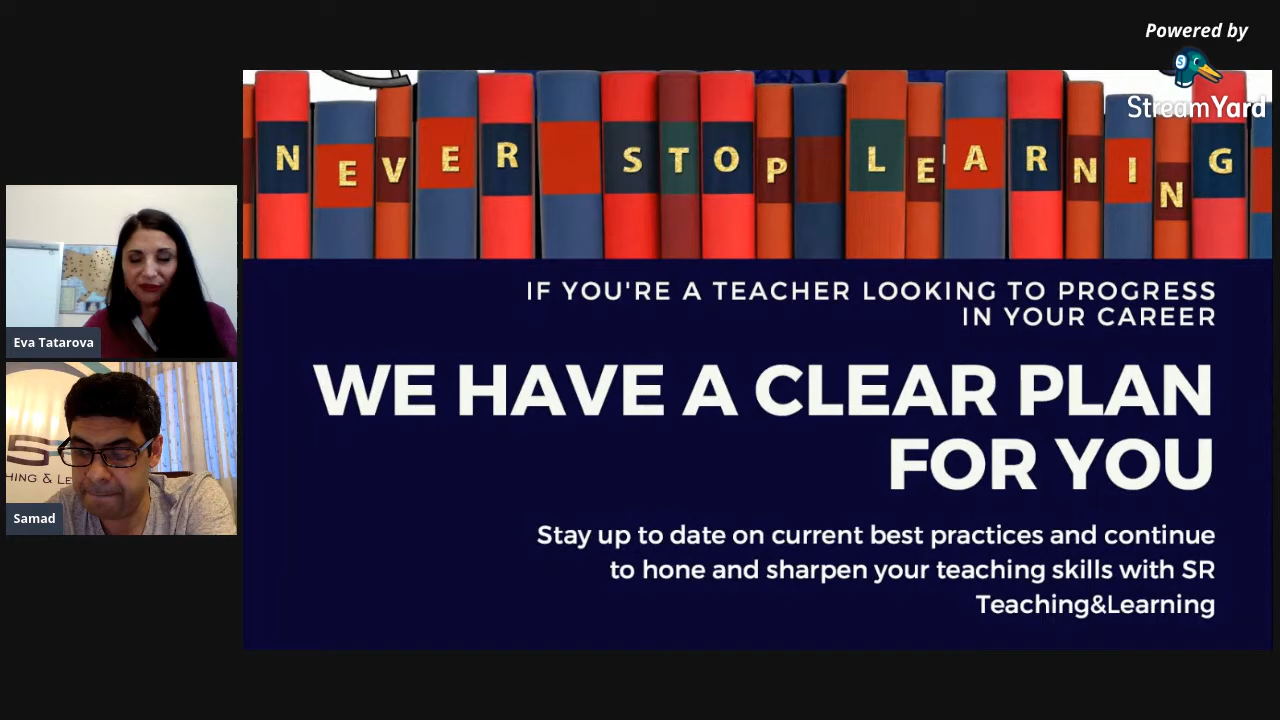 Powered by
StreamYard
NEVER STOP LEARNING
IF YOU'RE A TEACHER LOOKING TO PROGRESS
IN YOUR CAREER
WE HAVE A CLEAR PLAN
FOR YOU
Stay up to date on current best practices and continue
to hone and sharpen your teaching skills with SR
Teaching&Learning
Eva Tatarova
Samad